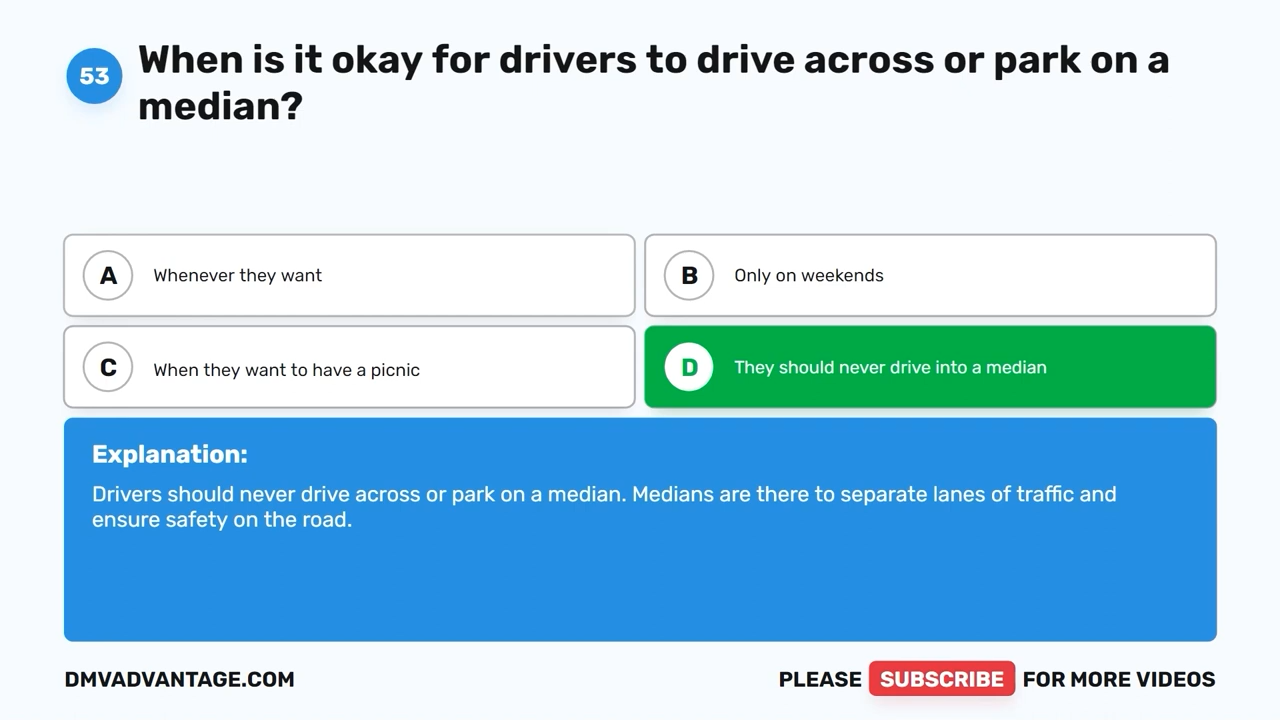 53
When is it okay for drivers to drive across or park on a
median?
A
Whenever they want
B
Only on weekends
C
When they want to have a picnic
D
They should never drive into a median
Explanation:
Drivers should never drive across or park on a median. Medians are there to separate lanes of traffic and
ensure safety on the road.
DMVADVANTAGE.COM
PLEASE SUBSCRIBE FOR MORE VIDEOS